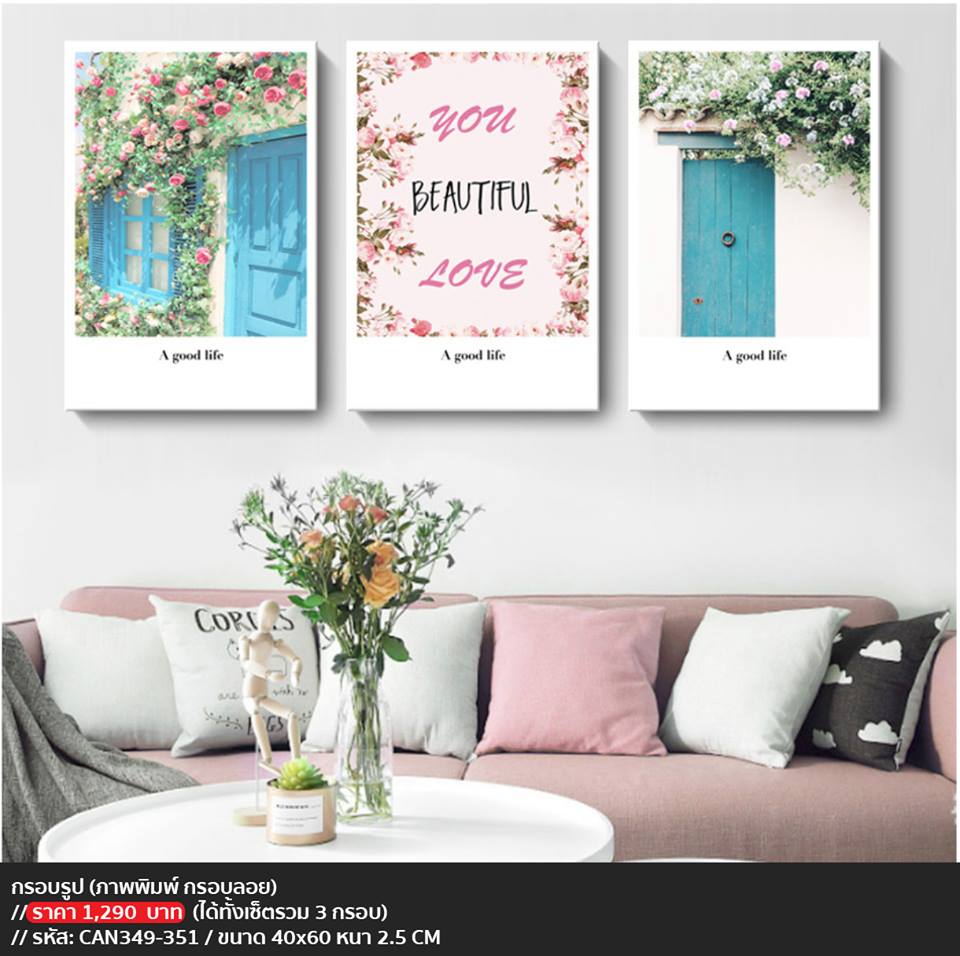 YOU
BEAUTIFUL
LOVE
A good life
A good life
A good life
are
กรอบรูป (ภาพพิมพ์ กรอบลอย)
// ราคา 1,290 บาท (ได้ทั้งเซ็ตรวม 3 กรอบ)
// รหัส: CAN349-351 / ขนาด 40x60 หนา 2.5 CM